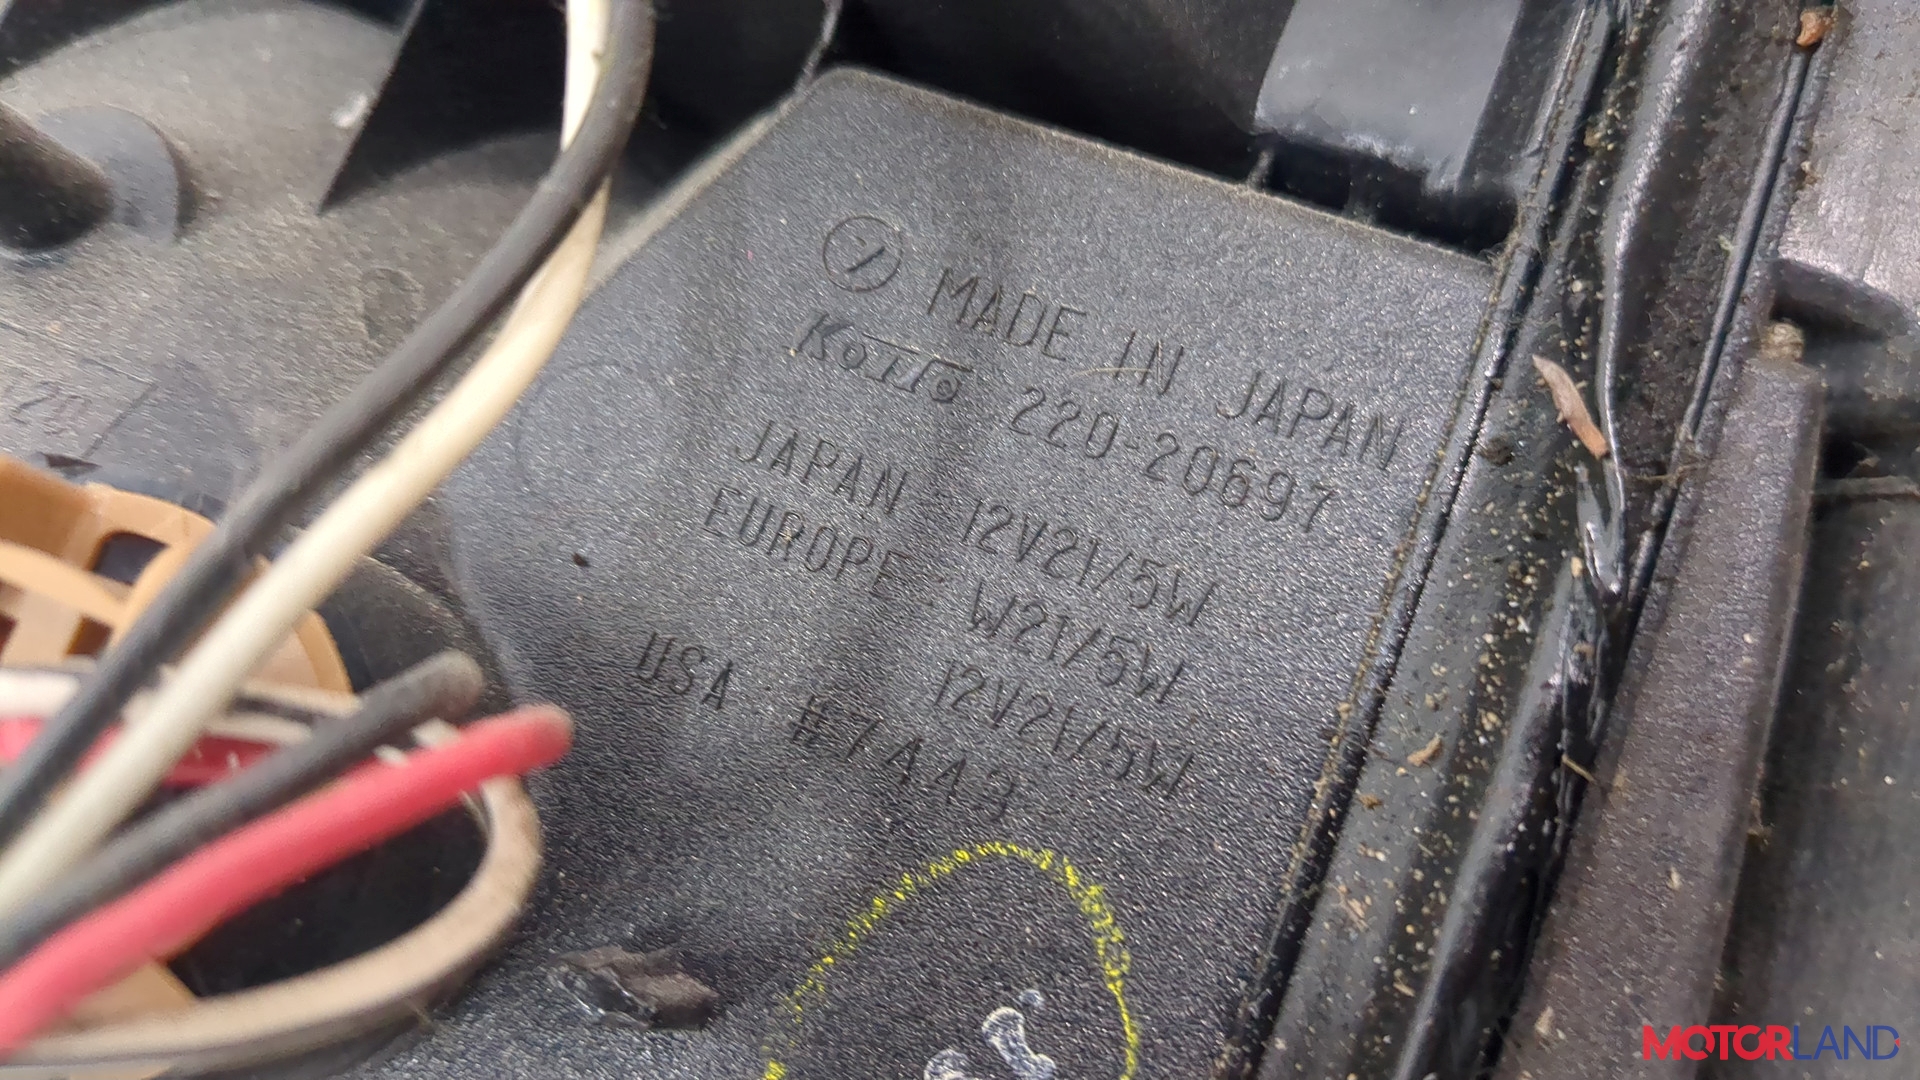 MADE IN JAPAN
KOITO 220-20697
JAPAN 12V21/5W
EUROPE W21/5W
12V21/5W
USA #7443
MOTORLAND